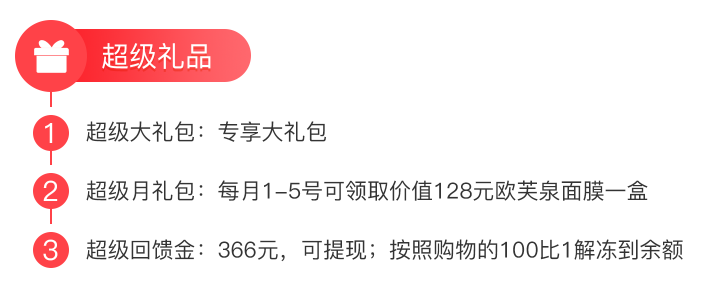 超级礼品
1 超级大礼包：专享大礼包
2 超级月礼包：每月1-5号可领取价值128元欧芙泉面膜一盒
3 超级回馈金：366元，可提现；按照购物的100比1解冻到余额